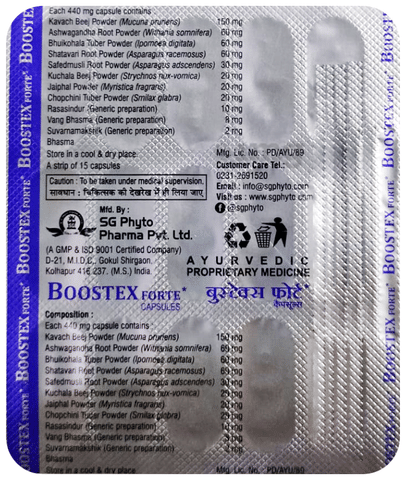 Each 440 mg capsule contains :
Kavach Beej Powder (Mucuna pruriens) 150 mg
Ashwagandha Root Powder (Withania somnifera) 60 mg
Bhuikohala Tuber Powder (Ipomoea digitata) 60 mg
Shatavari Root Powder (Asparagus racemosus) 60 mg
Safedmusli Root Powder (Asparagus adscendens) 30 mg
Kuchala Beej Powder (Strychnos nux-vomica) 20 mg
Jaiphal Powder (Myristica fragrans) 20 mg
Chopchini Tuber Powder (Smilax glabra) 20 mg
Rasasindur (Generic preparation) 10 mg
Vang Bhasma (Generic preparation) 8 mg
Suvarnamakshik (Generic preparation) 2 mg
Bhasma
Store in a cool & dry place
A strip of 15 capsules
Mfg. Lic. No. : PD/AYU/89
Customer Care Tel.:
0231-2691520
Email : info@sgphyto.com
Visit us : www.sgphyto.com
@sgphyto
Caution : To be taken under medical supervision.
सावधान : चिकित्सक की देखरेख में ही लिया जाए
Mfd. By :
SG Phyto
Pharma Pvt. Ltd.
(A GMP & ISO 9001 Certified Company)
D-21, M.I.D.C., Gokul Shirgaon,
Kolhapur 416 237. (M.S.) India.
AYURVEDIC
PROPRIETARY MEDICINE
BOOSTEX FORTE*
CAPSULES
बुस्टेक्स फोर्टे*
कैपसूल्स
Composition :
Each 440 mg capsule contains :
Kavach Beej Powder (Mucuna pruriens) 150 mg
Ashwagandha Root Powder (Withania somnifera) 60 mg
Bhuikohala Tuber Powder (Ipomoea digitata) 60 mg
Shatavari Root Powder (Asparagus racemosus) 60 mg
Safedmusli Root Powder (Asparagus adscendens) 30 mg
Kuchala Beej Powder (Strychnos nux-vomica) 20 mg
Jaiphal Powder (Myristica fragrans) 20 mg
Chopchini Tuber Powder (Smilax glabra) 20 mg
Rasasindur (Generic preparation) 10 mg
Vang Bhasma (Generic preparation) 8 mg
Suvarnamakshik (Generic preparation) 2 mg
Bhasma
Store in a cool & dry place
Mfg. Lic. No. : PD/AYU/89
BOOSTEX FORTE*
BOOSTEX FORTE*
BOOSTEX FORTE*